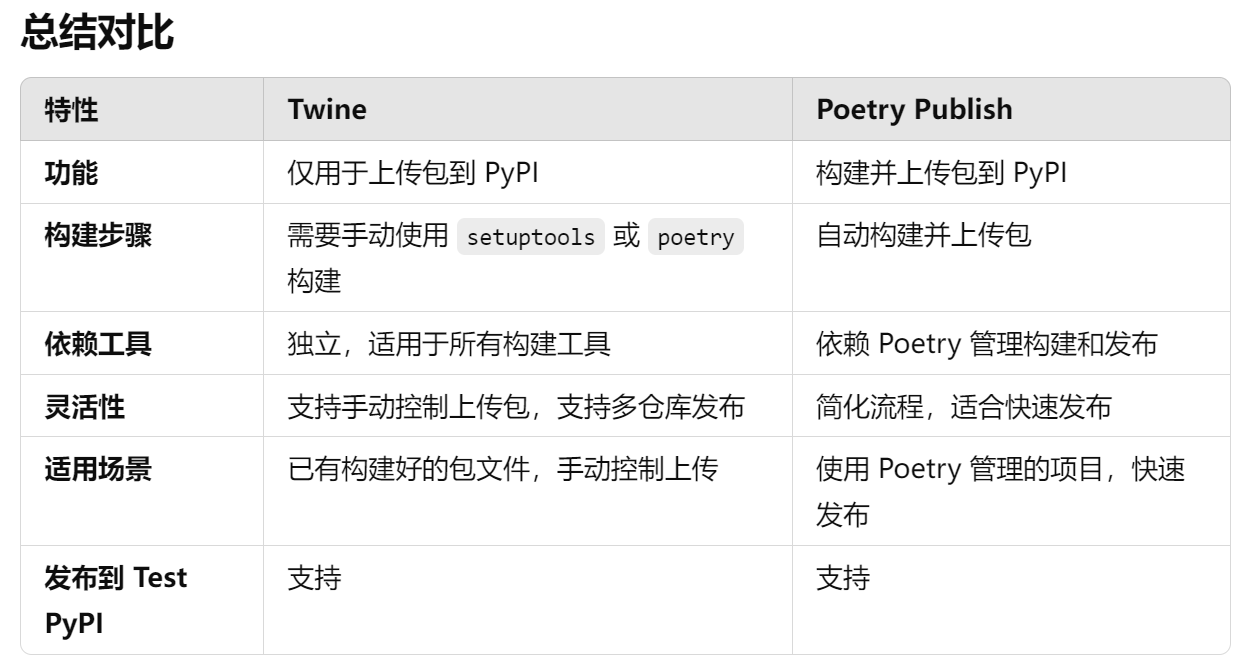 总结对比
特性 Twine Poetry Publish
功能 仅用于上传包到 PyPI 构建并上传包到 PyPI
构建步骤 需要手动使用 setuptools 或 poetry 自动构建并上传包
构建
依赖工具 独立，适用于所有构建工具 依赖 Poetry 管理构建和发布
灵活性 支持手动控制上传包，支持多仓库发布 简化流程，适合快速发布
适用场景 已有构建好的包文件，手动控制上传 使用 Poetry 管理的项目，快速
发布
发布到 Test 支持 支持
PyPI